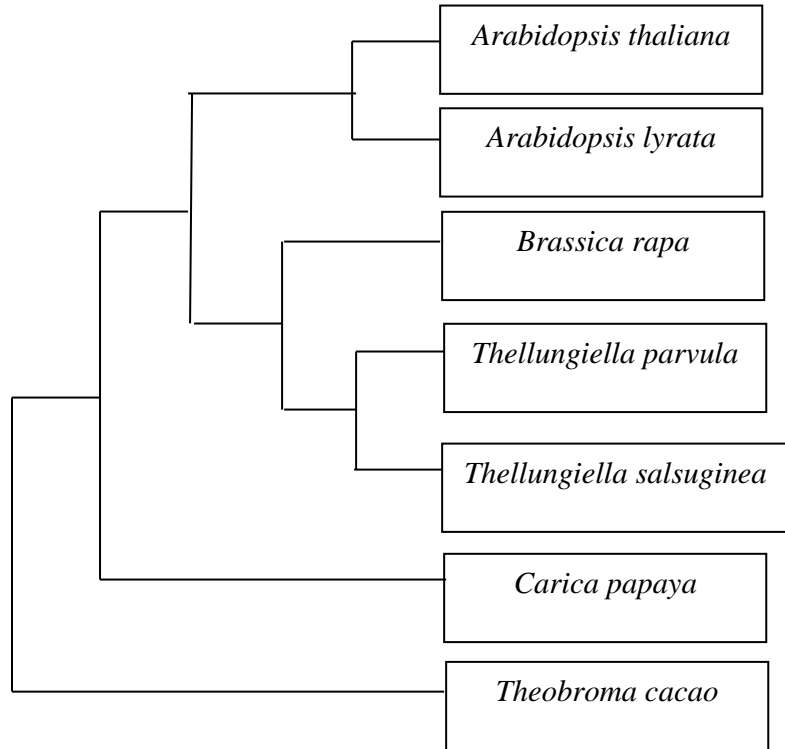 Arabidopsis thaliana
Arabidopsis lyrata
Brassica rapa
Thellungiella parvula
Thellungiella salsuginea
Carica papaya
Theobroma cacao